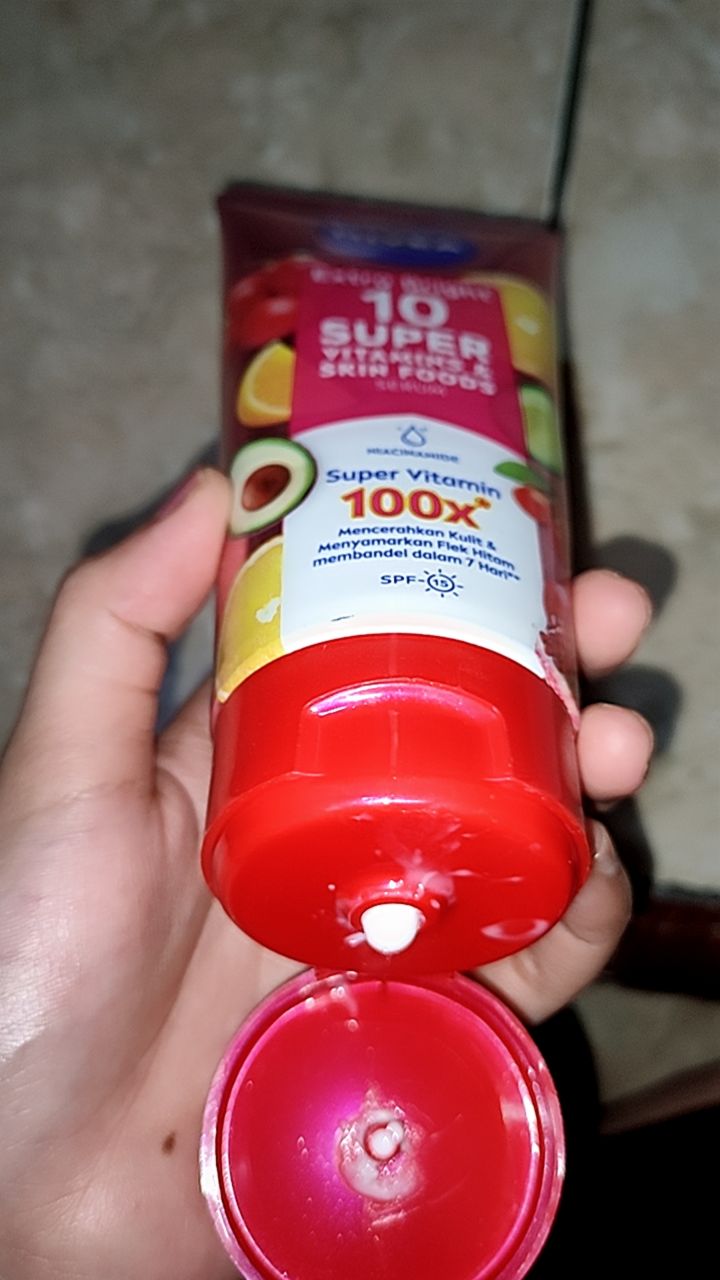 Extra Bright
10
SUPER
VITAMINS &
SKIN FOODS
SERUM
NIACINAMIDE
Super Vitamin
100x*
Mencerahkan Kulit &
Menyamarkan Flek Hitam
membandel dalam 7 Hari**
SPF 15